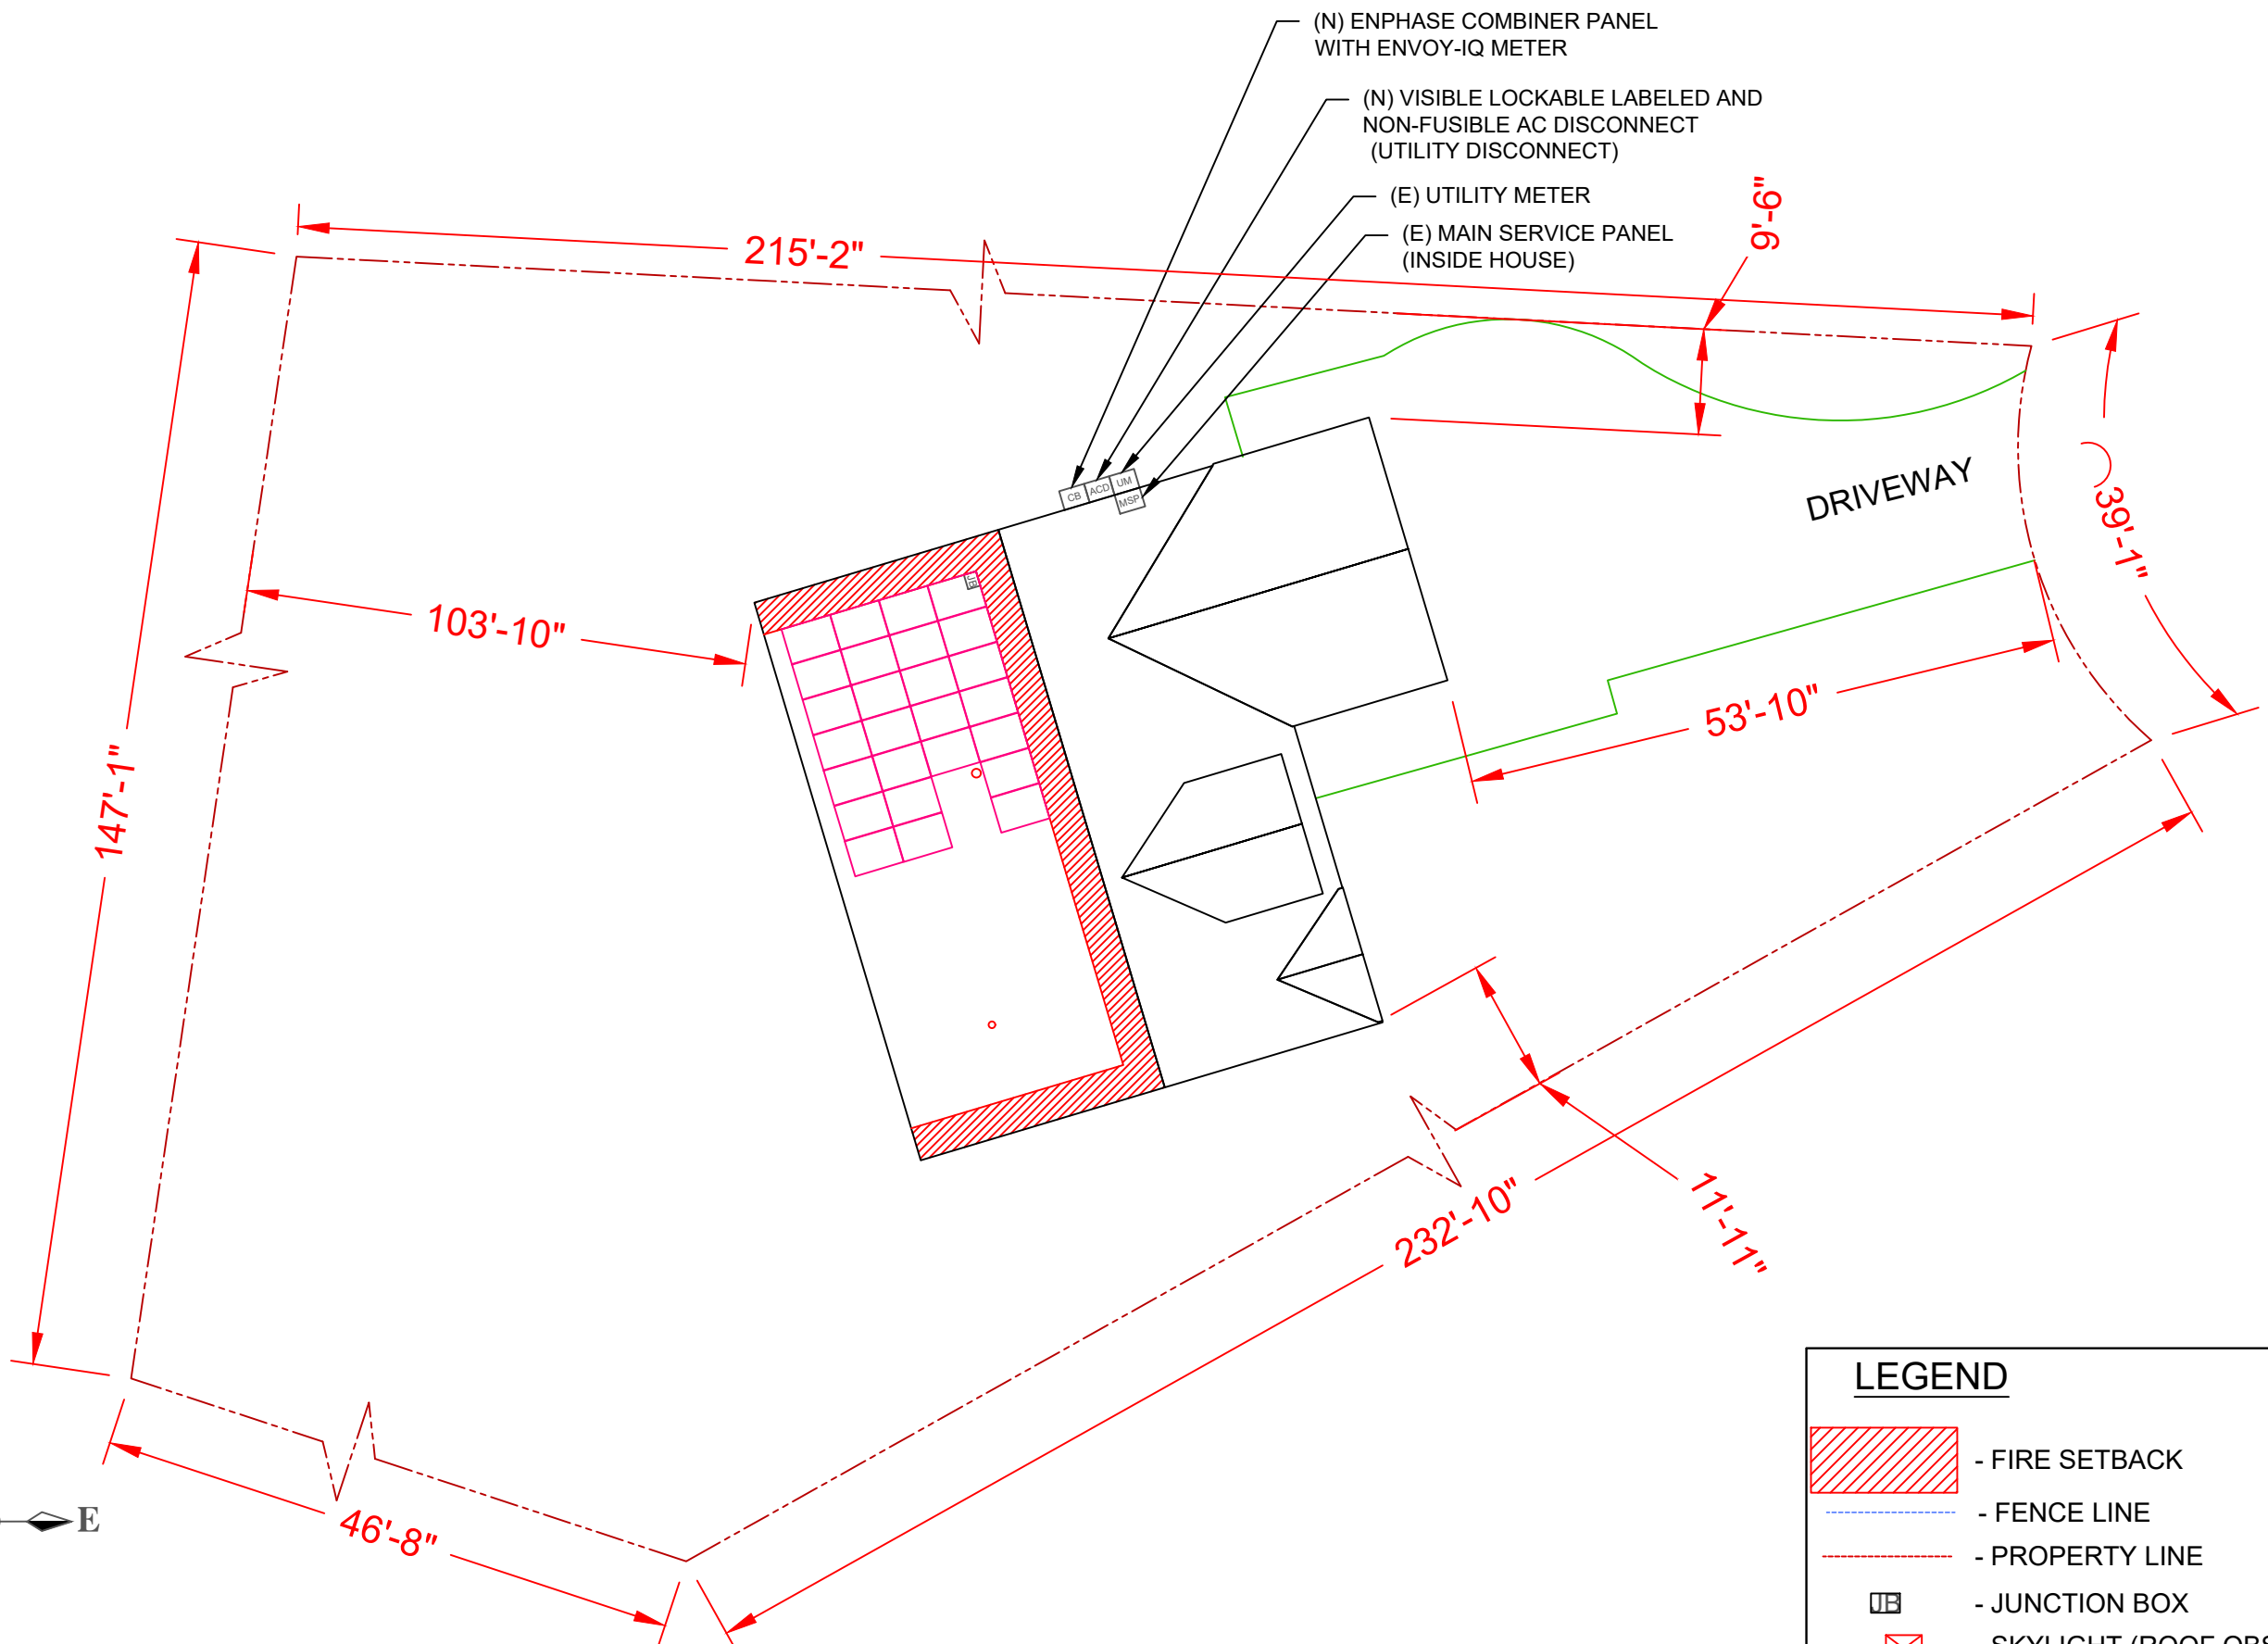 (N) ENPHASE COMBINER PANEL
WITH ENVOY-IQ METER
(N) VISIBLE LOCKABLE LABELED AND
NON-FUSIBLE AC DISCONNECT
(UTILITY DISCONNECT)
(E) UTILITY METER
(E) MAIN SERVICE PANEL
(INSIDE HOUSE)
9'-6"
215'-2"
CB
ACD
UM
MSP
DRIVEWAY
39'-1"
JB
103'-10"
53'-10"
147'-1"
232'-10"
11'-11"
46'-8"
E
LEGEND
- FIRE SETBACK
- FENCE LINE
- PROPERTY LINE
JB - JUNCTION BOX
- SKYLIGHT (ROOF